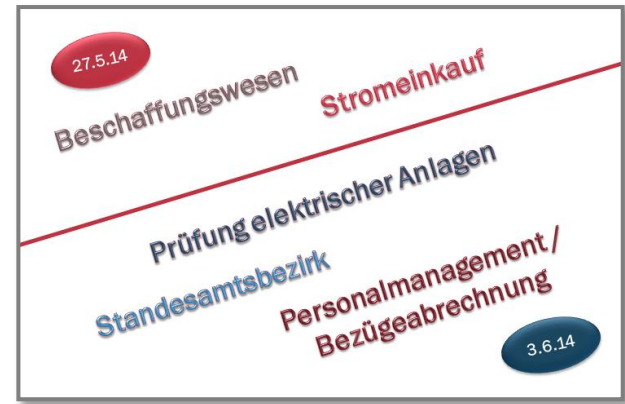 27.5.14
Beschaffungswesen
Stromeinkauf
Prüfung elektrischer Anlagen
Standesamtsbezirk
Personalmanagement /
Bezügeabrechnung
3.6.14